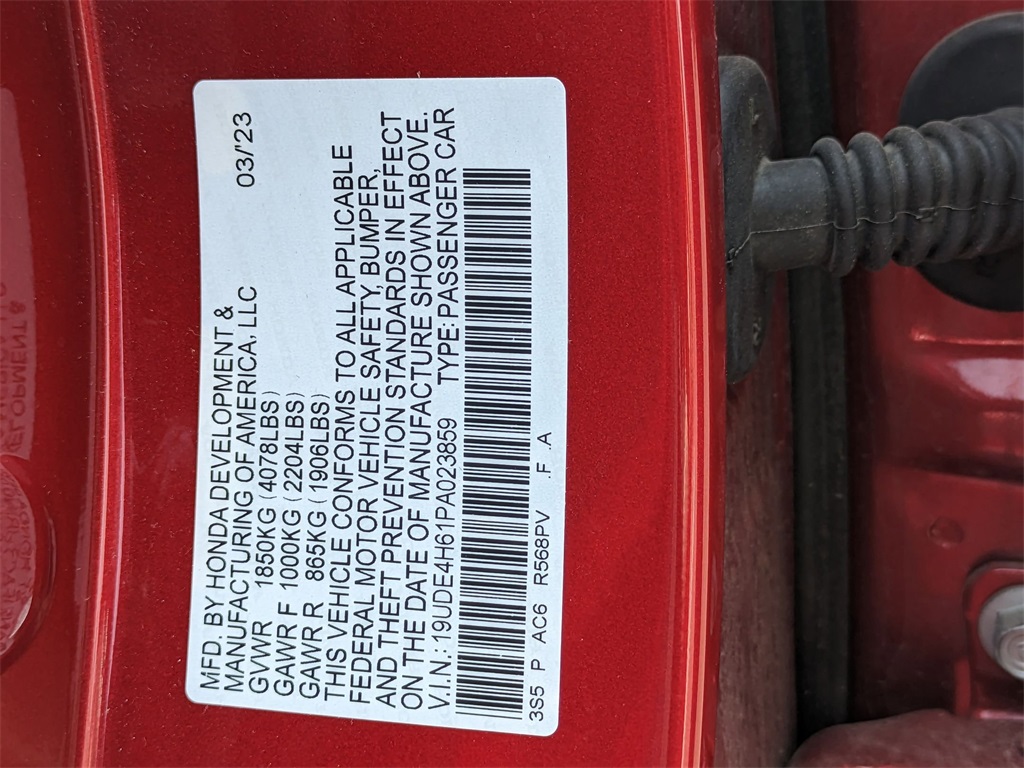 MFD. BY HONDA DEVELOPMENT &
MANUFACTURING OF AMERICA, LLC 03/'23
GVWR 1850KG (4078LBS)
GAWR F 1000KG (2204LBS)
GAWR R 865KG (1906LBS)
THIS VEHICLE CONFORMS TO ALL APPLICABLE
FEDERAL MOTOR VEHICLE SAFETY, BUMPER,
AND THEFT PREVENTION STANDARDS IN EFFECT
ON THE DATE OF MANUFACTURE SHOWN ABOVE.
V.I.N.: 19UDE4H61PA023859 TYPE: PASSENGER CAR
3S5 P AC6 R568PV .F .A